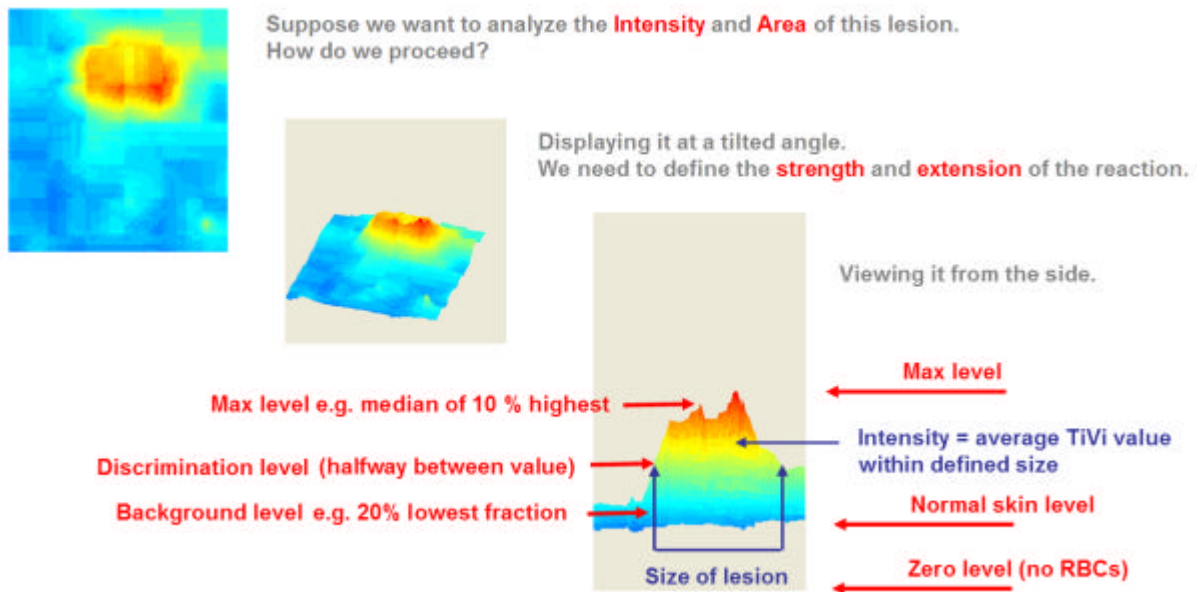 Suppose we want to analyze the Intensity and Area of this lesion.
How do we proceed?
Displaying it at a tilted angle.
We need to define the strength and extension of the reaction.
Viewing it from the side.
Max level
Max level e.g. median of 10 % highest
Intensity = average TiVi value
within defined size
Discrimination level (halfway between value)
Background level e.g. 20% lowest fraction
Normal skin level
Size of lesion
Zero level (no RBCs)